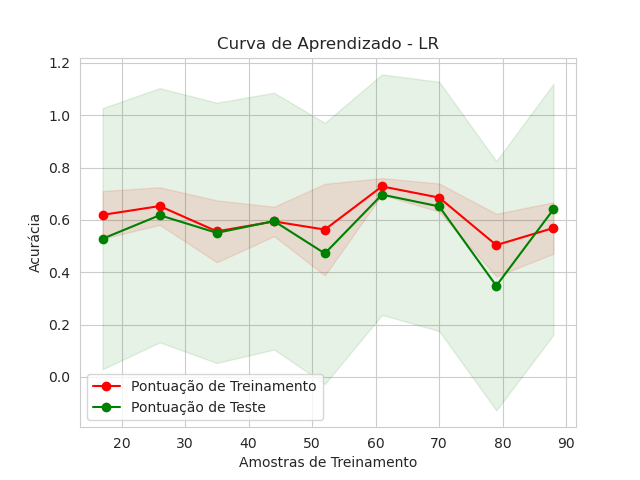 Curva de Aprendizado - LR
1.2
1.0
0.8
0.6
0.4
0.2
0.0
Acurácia
Pontuação de Treinamento
Pontuação de Teste
20 30 40 50 60 70 80 90
Amostras de Treinamento